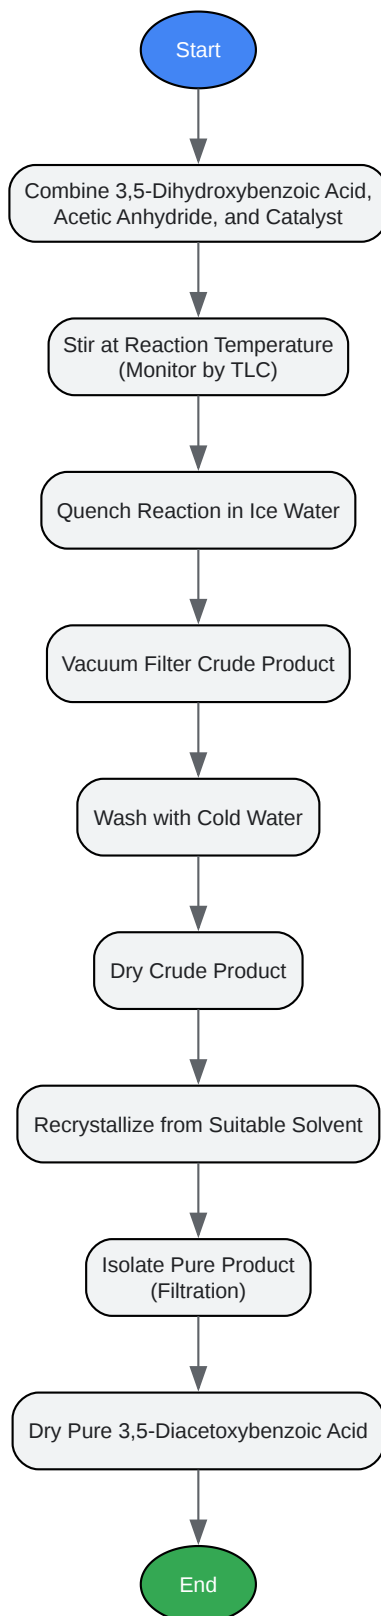 Start
Combine 3,5-Dihydroxybenzoic Acid,
Acetic Anhydride, and Catalyst
Stir at Reaction Temperature
(Monitor by TLC)
Quench Reaction in Ice Water
Vacuum Filter Crude Product
Wash with Cold Water
Dry Crude Product
Recrystallize from Suitable Solvent
Isolate Pure Product
(Filtration)
Dry Pure 3,5-Diacetoxybenzoic Acid
End